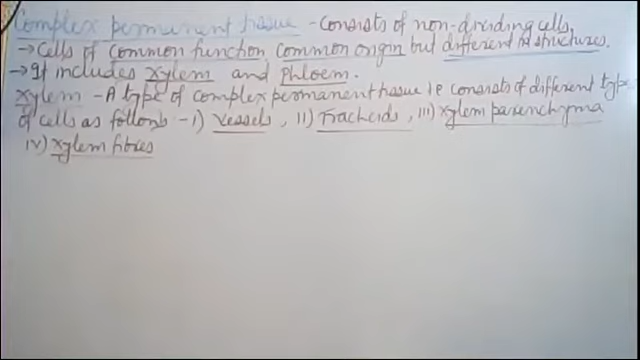 Complex permanent tissue - Consists of non-dividing cells.
→ Cells of common function, common origin but different in structures.
→ It includes xylem and phloem.
Xylem - A type of complex permanent tissue i.e consists of different type
of cells as follows - i) Vessels, ii) Tracheids, iii) xylem parenchyma
iv) xylem fibres